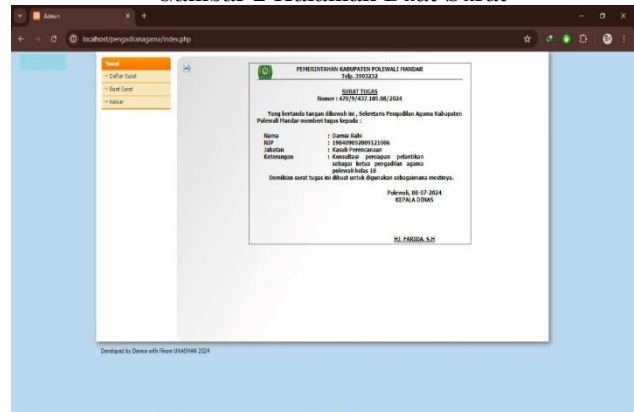 Gambar 2 Halaman Buat Surat
Admin
localhost/pengadilanagama/index.php
Surat
Daftar Surat
Buat Surat
Keluar
PEMERINTAHAN KABUPATEN POLEWALI MANDAR
Telp. 3903232
SURAT TUGAS
Nomer : 470/9/437.105.08/2024
Yang bertanda tangan dibawah ini , Sekretaris Pengadilan Agama Kabupaten
Polewali Mandar memberi tugas kepada :
Nama : Damia Rabi
NIP : 198409092009121006
Jabatan : Kasub Perencanaan
Keterangan : Konsultasi persiapan pelantikan
sebagai ketua pengadilan agama
polewali kelas 1B
Demikian surat tugas ini dibuat untuk digunakan sebagaimana mestinya.
Polewali, 08-07-2024
KEPALA DINAS
HJ. FARIDA, S.H
Developed by Damia with Fikom UNASMAN 2024